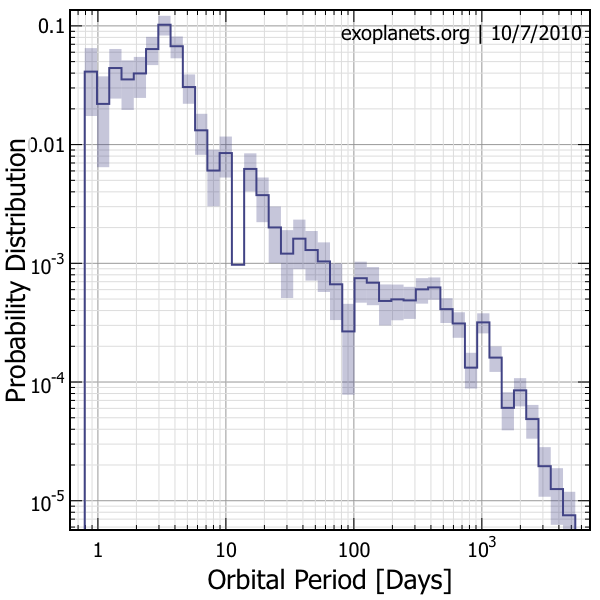 exoplanets.org | 10/7/2010
0.1
0.01
10⁻³
10⁻⁴
10⁻⁵
Probability Distribution
1 10 100 10³
Orbital Period [Days]